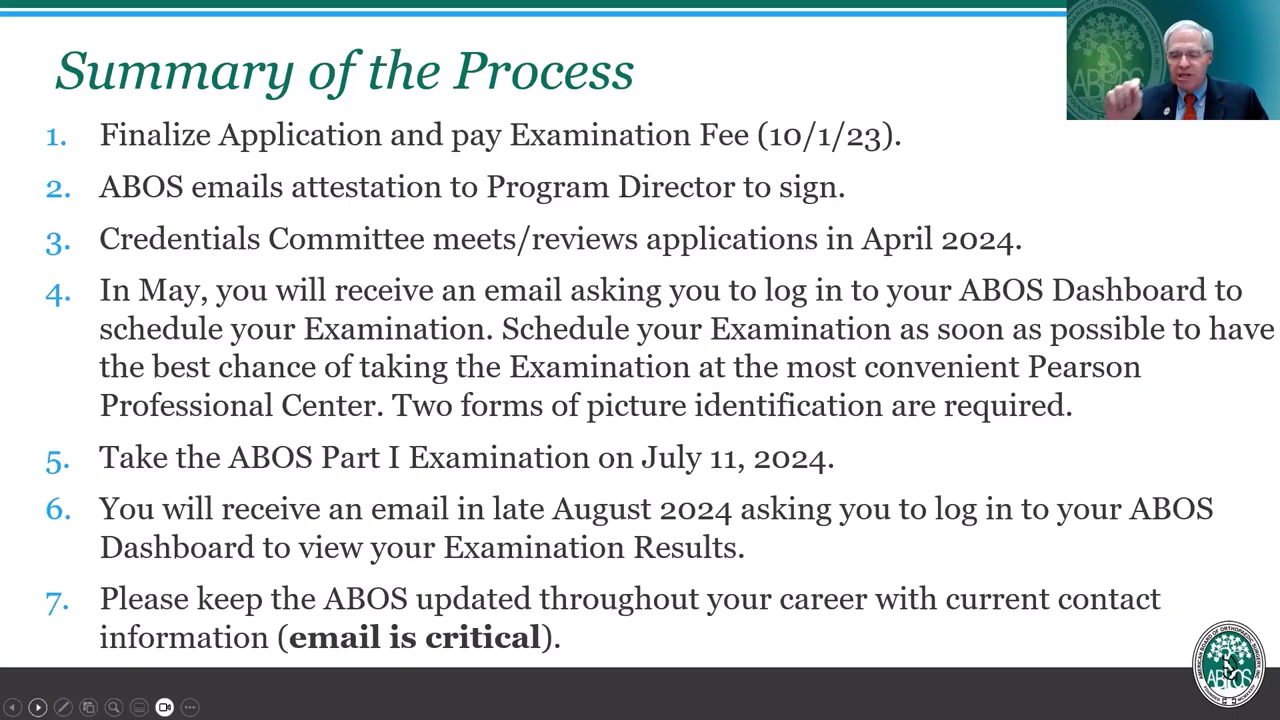 Summary of the Process
1. Finalize Application and pay Examination Fee (10/1/23).
2. ABOS emails attestation to Program Director to sign.
3. Credentials Committee meets/reviews applications in April 2024.
4. In May, you will receive an email asking you to log in to your ABOS Dashboard to
schedule your Examination. Schedule your Examination as soon as possible to have
the best chance of taking the Examination at the most convenient Pearson
Professional Center. Two forms of picture identification are required.
5. Take the ABOS Part I Examination on July 11, 2024.
6. You will receive an email in late August 2024 asking you to log in to your ABOS
Dashboard to view your Examination Results.
7. Please keep the ABOS updated throughout your career with current contact
information (email is critical).
AMERICAN BOARD OF ORTHOPAEDIC SURGERY, INC.
ABOS